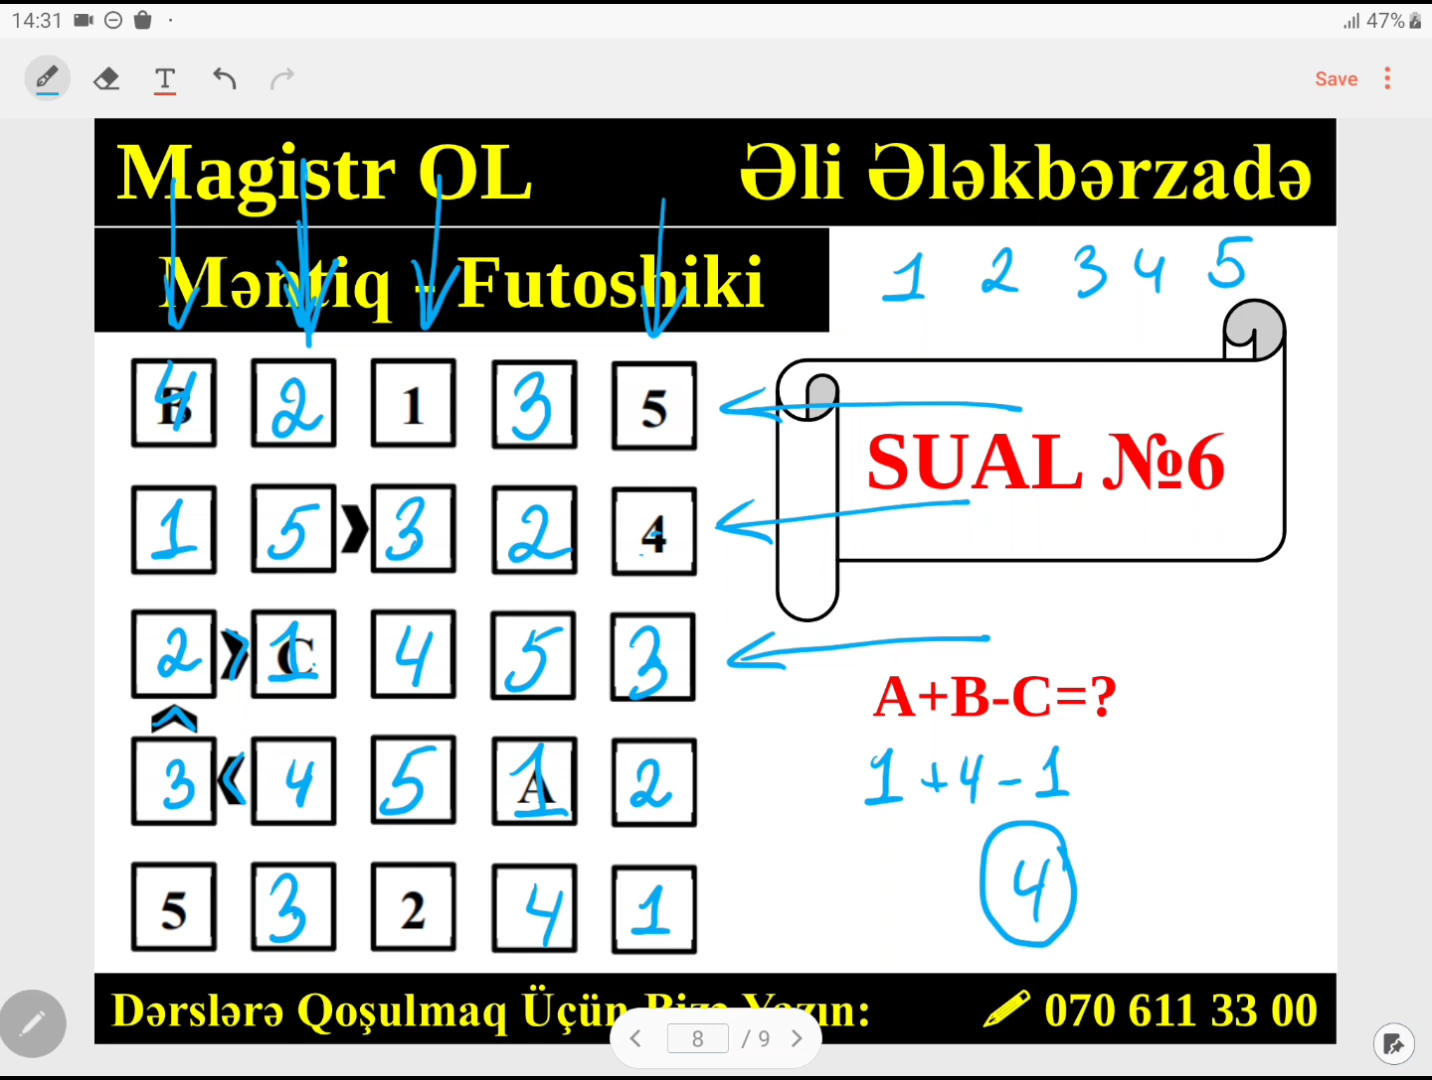 14:31 47%
T Save
Magistr OL Əli Ələkbərzadə
Məntiq - Futoshiki 1 2 3 4 5
B 4 2 1 3 5
SUAL №6
1 5 3 2 4
2 C 1 4 5 3
A+B-C=?
3 4 5 A 1 2
1+4-1
4
5 3 2 4 1
Dərslərə Qoşulmaq Üçün Bizə Yazın: 070 611 33 00
8 / 9